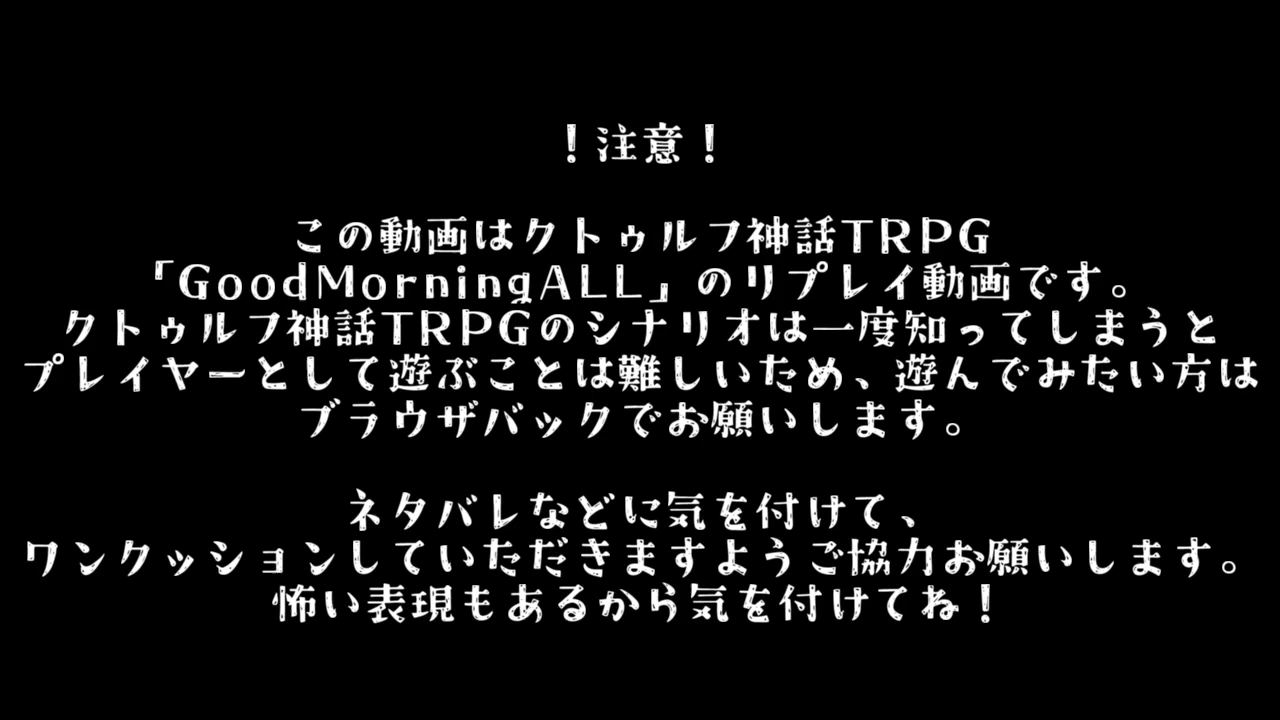 ！注意！
この動画はクトゥルフ神話TRPG
「GoodMorningALL」のリプレイ動画です。
クトゥルフ神話TRPGのシナリオは一度知ってしまうと
プレイヤーとして遊ぶことは難しいため、遊んでみたい方は
ブラウザバックでお願いします。
ネタバレなどに気を付けて、
ワンクッションしていただきますようご協力お願いします。
怖い表現もあるから気を付けてね！